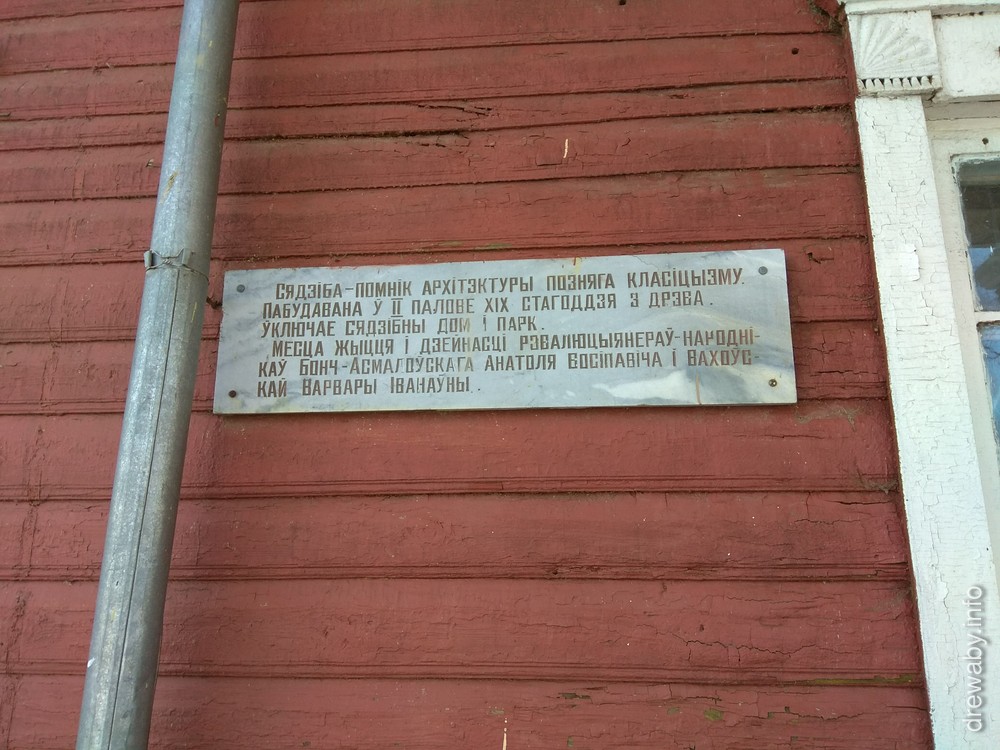 СЯДЗІБА-ПОМНІК АРХІТЭКТУРЫ ПОЗНЯГА КЛАСІЦЫЗМУ.
ПАБУДАВАНА Ў II ПАЛОВЕ XIX СТАГОДДЗЯ З ДРЭВА.
ЎКЛЮЧАЕ СЯДЗІБНЫ ДОМ І ПАРК.
МЕСЦА ЖЫЦЦЯ І ДЗЕЙНАСЦІ РЭВАЛЮЦЫЯНЕРАЎ-НАРОДНІ-
КАЎ БОНЧ-АСМАЛОЎСКАГА АНАТОЛЯ ВОСІПАВІЧА І ВАХОЎС-
КАЙ ВАРВАРЫ ІВАНАЎНЫ.
drewaby.info